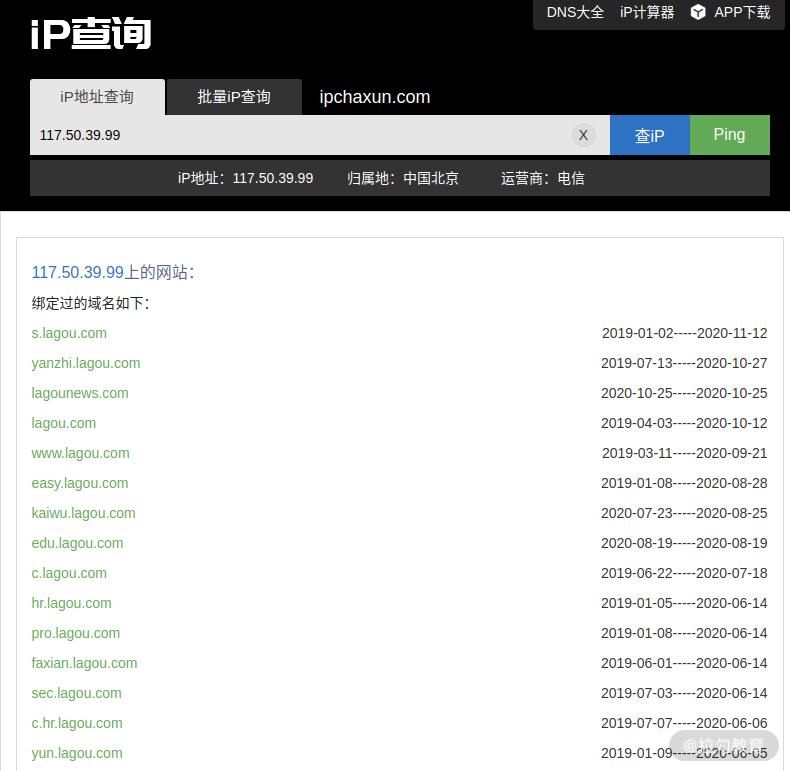 iP查询
DNS大全 iP计算器 APP下载
iP地址查询 批量iP查询 ipchaxun.com
117.50.39.99 X 查iP Ping
iP地址：117.50.39.99 归属地：中国北京 运营商：电信
117.50.39.99上的网站：
绑定过的域名如下：
s.lagou.com 2019-01-02-----2020-11-12
yanzhi.lagou.com 2019-07-13-----2020-10-27
lagounews.com 2020-10-25-----2020-10-25
lagou.com 2019-04-03-----2020-10-12
www.lagou.com 2019-03-11-----2020-09-21
easy.lagou.com 2019-01-08-----2020-08-28
kaiwu.lagou.com 2020-07-23-----2020-08-25
edu.lagou.com 2020-08-19-----2020-08-19
c.lagou.com 2019-06-22-----2020-07-18
hr.lagou.com 2019-01-05-----2020-06-14
pro.lagou.com 2019-01-08-----2020-06-14
faxian.lagou.com 2019-06-01-----2020-06-14
sec.lagou.com 2019-07-03-----2020-06-14
c.hr.lagou.com 2019-07-07-----2020-06-06
yun.lagou.com 2019-01-09-----2020-06-05
@拉勾教育